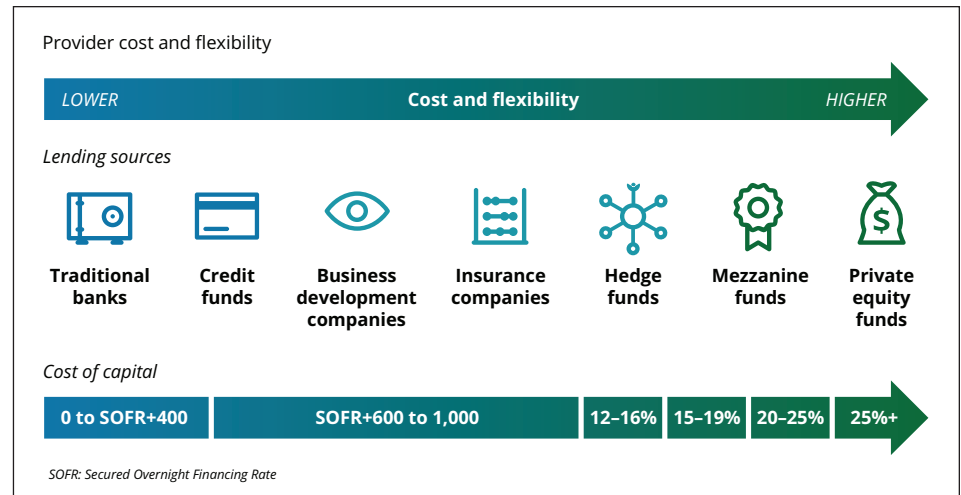 Provider cost and flexibility
LOWER
Cost and flexibility
HIGHER
Lending sources
$
Traditional
banks
Credit
funds
Business
development
companies
Insurance
companies
Hedge
funds
Mezzanine
funds
Private
equity
funds
Cost of capital
0 to SOFR+400
SOFR+600 to 1,000
12–16%
15–19%
20–25%
25%+
SOFR: Secured Overnight Financing Rate